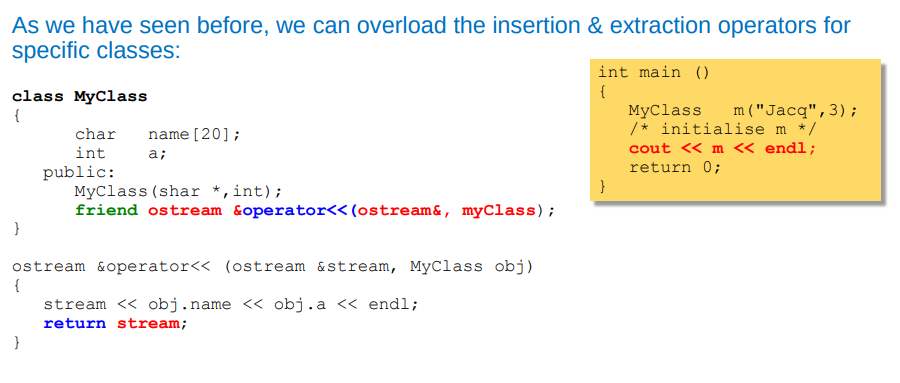 As we have seen before, we can overload the insertion & extraction operators for
specific classes:
class MyClass
{
char name[20];
int a;
public:
MyClass(shar *,int);
friend ostream &operator<<(ostream&, myClass);
}
ostream &operator<< (ostream &stream, MyClass obj)
{
stream << obj.name << obj.a << endl;
return stream;
}
int main ()
{
MyClass m("Jacq",3);
/* initialise m */
cout << m << endl;
return 0;
}